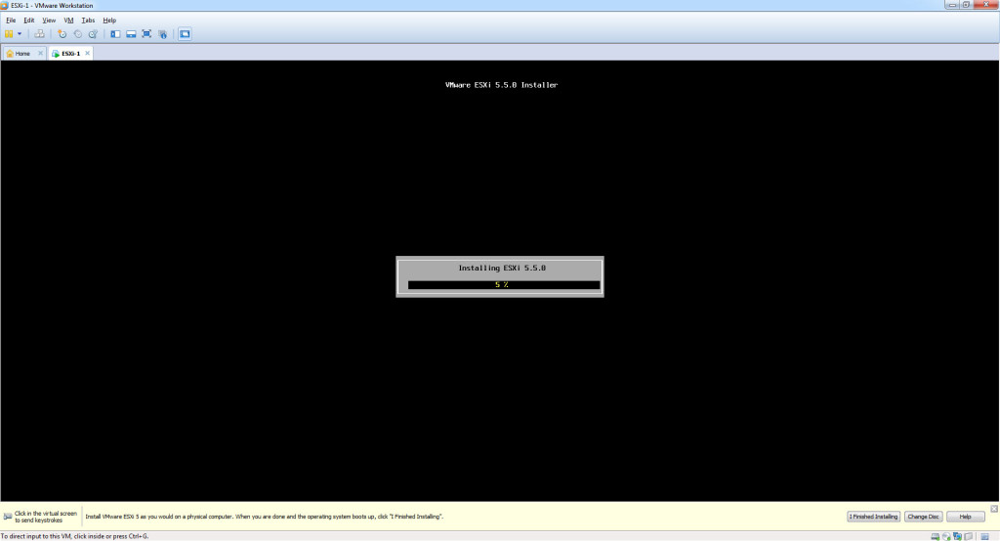 ESXi-1 - VMware Workstation
File Edit View VM Tabs Help
Home ESXi-1
VMware ESXi 5.5.0 Installer
Installing ESXi 5.5.0
5 %
Click in the virtual screen
to send keystrokes
Install VMware ESXi 5 as you would on a physical computer. When you are done and the operating system boots up, click "I Finished Installing".
I Finished Installing Change Disc Help
To direct input to this VM, click inside or press Ctrl+G.